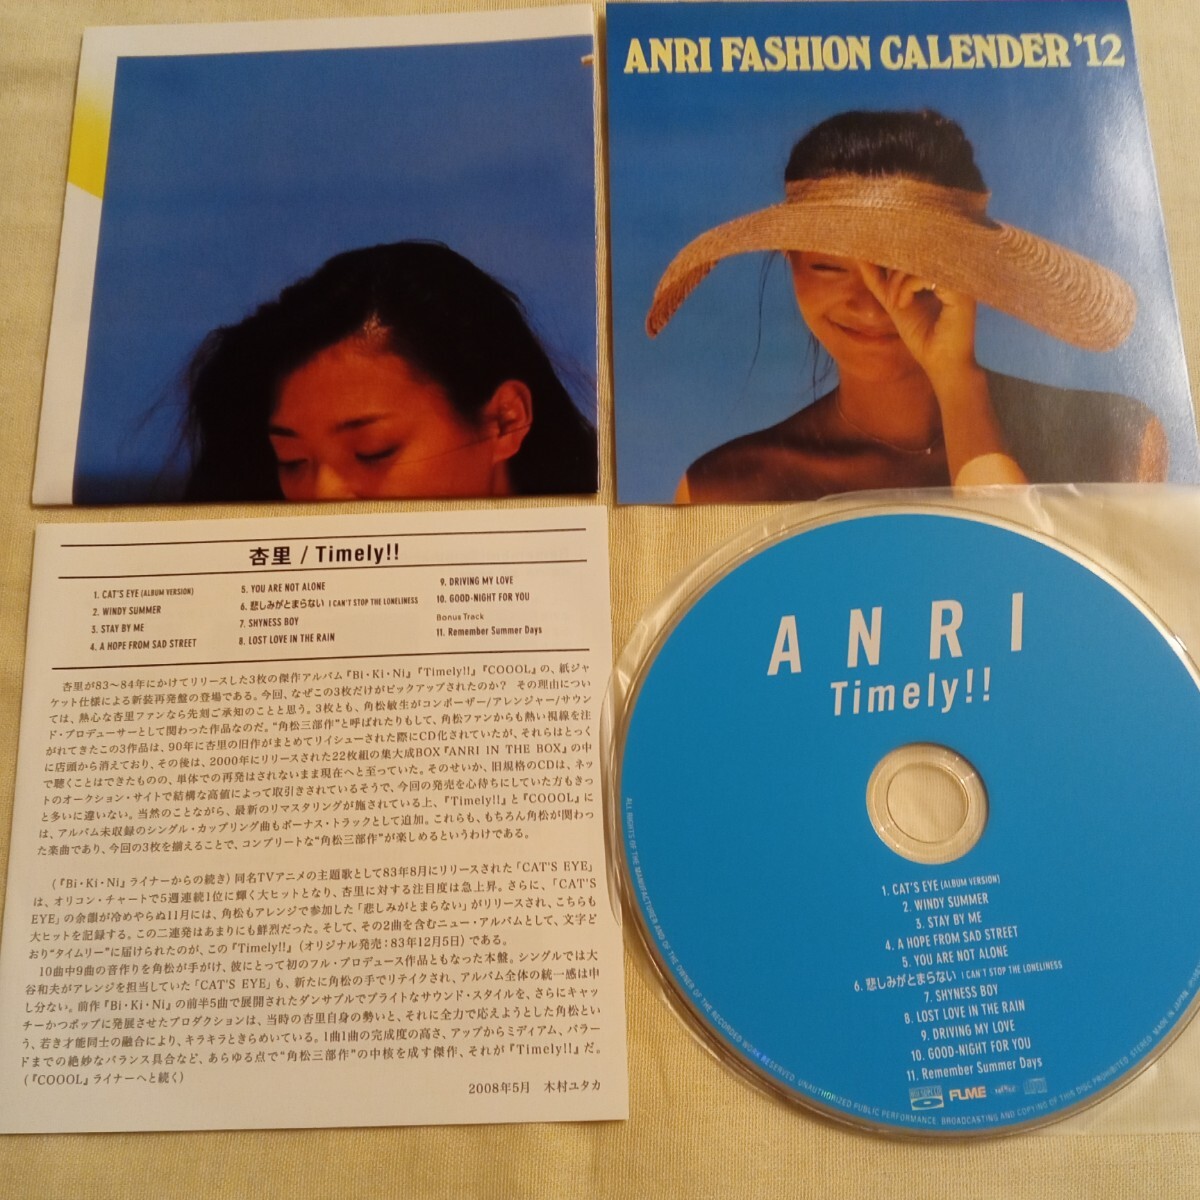 ANRI FASHION CALENDER'12
杏里 / Timely!!
1. CAT'S EYE (ALBUM VERSION)
2. WINDY SUMMER
3. STAY BY ME
4. A HOPE FROM SAD STREET
5. YOU ARE NOT ALONE
6. 悲しみがとまらない I CAN'T STOP THE LONELINESS
7. SHYNESS BOY
8. LOST LOVE IN THE RAIN
9. DRIVING MY LOVE
10. GOOD-NIGHT FOR YOU
Bonus Track
11. Remember Summer Days
杏里が83〜84年にかけてリリースした3枚の傑作アルバム『Bi・Ki・Ni』『Timely!!』『COOOL』の、紙ジャ
ケット仕様による新装再発盤の登場である。今回、なぜこの3枚だけがピックアップされたのか? その理由につい
ては、熱心な杏里ファンなら先刻ご承知のことと思う。3枚とも、角松敏生がコンポーザー/アレンジャー/サウン
ド・プロデューサーとして関わった作品なのだ。“角松三部作”と呼ばれたりもして、角松ファンからも熱い視線を注
がれてきたこの3作品は、90年に杏里の旧作がまとめてリイシューされた際にCD化されていたが、それらはとっく
に店頭から消えており、その後は、2000年にリリースされた22枚組の集大成BOX『ANRI IN THE BOX』の中
で聴くことはできたものの、単体での再発はされないまま現在へと至っていた。そのせいか、旧規格のCDは、ネッ
トのオークション・サイトで結構な高値によって取引きされているそうで、今回の発売を心待ちにしていた方もきっ
と多いに違いない。当然のことながら、最新のリマスタリングが施されている上、『Timely!!』と『COOOL』に
は、アルバム未収録のシングル・カップリング曲もボーナス・トラックとして追加。これらも、もちろん角松が関わっ
た楽曲であり、今回の3枚を揃えることで、コンプリートな“角松三部作”が楽しめるというわけである。
(『Bi・Ki・Ni』ライナーからの続き) 同名TVアニメの主題歌として83年8月にリリースされた「CAT'S EYE」
は、オリコン・チャートで5週連続1位に輝く大ヒットとなり、杏里に対する注目度は急上昇。さらに、「CAT'S
EYE」の余韻が冷めやらぬ11月には、角松もアレンジで参加した「悲しみがとまらない」がリリースされ、こちらも
大ヒットを記録する。この二連発はあまりにも鮮烈だった。そして、その2曲を含むニュー・アルバムとして、文字ど
おり“タイムリー”に届けられたのが、この『Timely!!』(オリジナル発売:83年12月5日)である。
10曲中9曲の音作りを角松が手がけ、彼にとって初のフル・プロデュース作品ともなった本盤。シングルでは大
谷和夫がアレンジを担当していた「CAT'S EYE」も、新たに角松の手でリテイクされ、アルバム全体の統一感は申
し分ない。前作『Bi・Ki・Ni』の前半5曲で展開されたダンサブルでブライトなサウンド・スタイルを、さらにキャッ
チーかつポップに発展させたプロダクションは、当時の杏里自身の勢いと、それに全力で応えようとした角松とい
う、若き才能同士の融合により、キラキラときらめいている。1曲1曲の完成度の高さ、アップからミディアム、バラー
ドまでの絶妙なバランス具合など、あらゆる点で“角松三部作”の中核を成す傑作、それが『Timely!!』だ。
(『COOOL』ライナーへと続く)
2008年5月 木村ユタカ
ANRI
Timely!!
1. CAT'S EYE (ALBUM VERSION)
2. WINDY SUMMER
3. STAY BY ME
4. A HOPE FROM SAD STREET
5. YOU ARE NOT ALONE
6. 悲しみがとまらない I CAN'T STOP THE LONELINESS
7. SHYNESS BOY
8. LOST LOVE IN THE RAIN
9. DRIVING MY LOVE
10. GOOD-NIGHT FOR YOU
11. Remember Summer Days
FLME
ALL RIGHTS OF THE MANUFACTURER AND OF THE OWNER OF THE RECORDED WORK RESERVED. UNAUTHORIZED PUBLIC PERFORMANCE. BROADCASTING AND COPYING OF THIS DISC PROHIBITED. STEREO. MADE IN JAPAN.